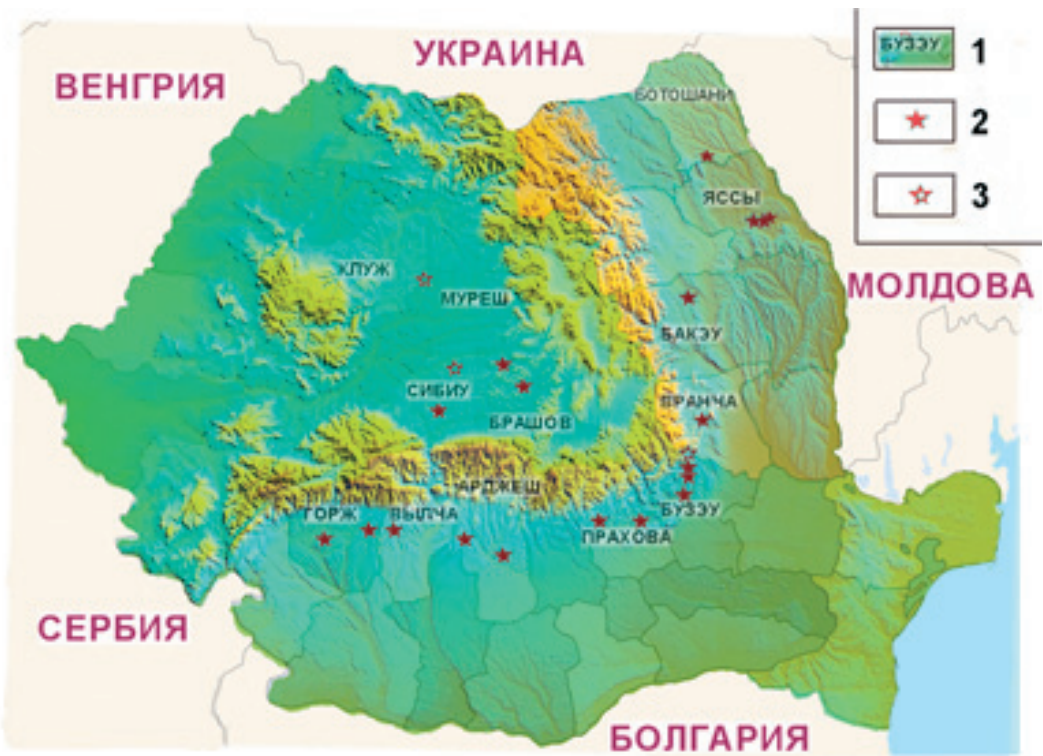 УКРАИНА
ВЕНГРИЯ
БУЗЭУ 1
2
3
БОТОШАНИ
ЯССЫ
КЛУЖ
МУРЕШ
МОЛДОВА
БАКЭУ
СИБИУ
БРАШОВ
ВРАНЧА
АРДЖЕШ
ГОРЖ
ВЫЛЧА
БУЗЭУ
ПРАХОВА
СЕРБИЯ
БОЛГАРИЯ